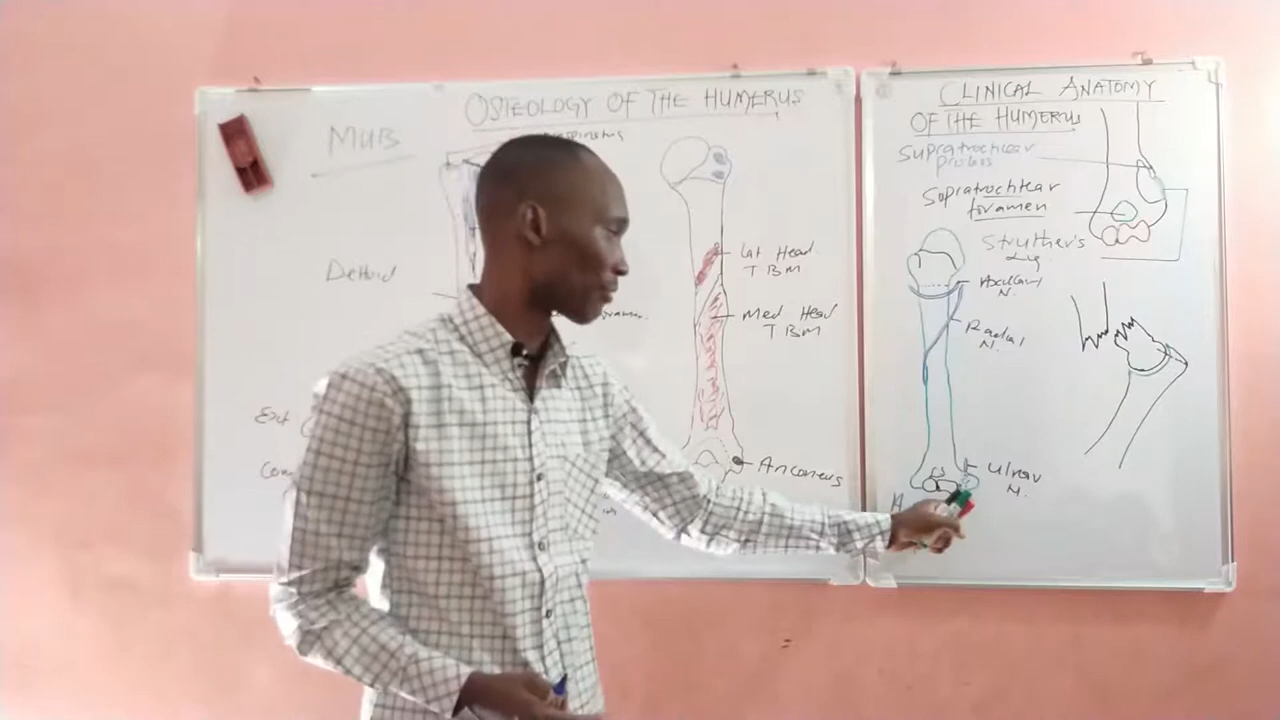 OSTEOLOGY OF THE HUMERUS
MUB
Deltoid
Lat Head
TBM
Med Head
TBM
Anconeus
CLINICAL ANATOMY
OF THE HUMERUS
Supratrochlear
Supratrochlear
foramen
Struther's
Lig
Axillary
N.
Radial
N.
Ulnar
N.